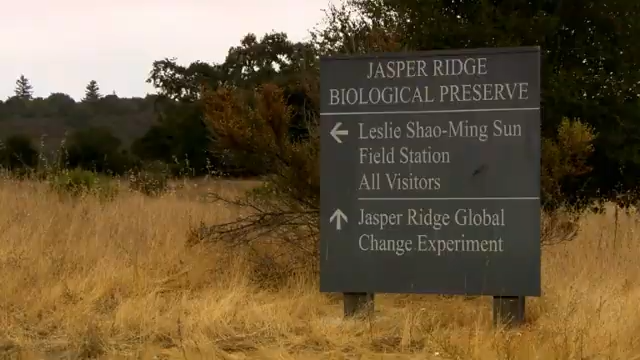 JASPER RIDGE
BIOLOGICAL PRESERVE
← Leslie Shao-Ming Sun
Field Station
All Visitors
↑ Jasper Ridge Global
Change Experiment